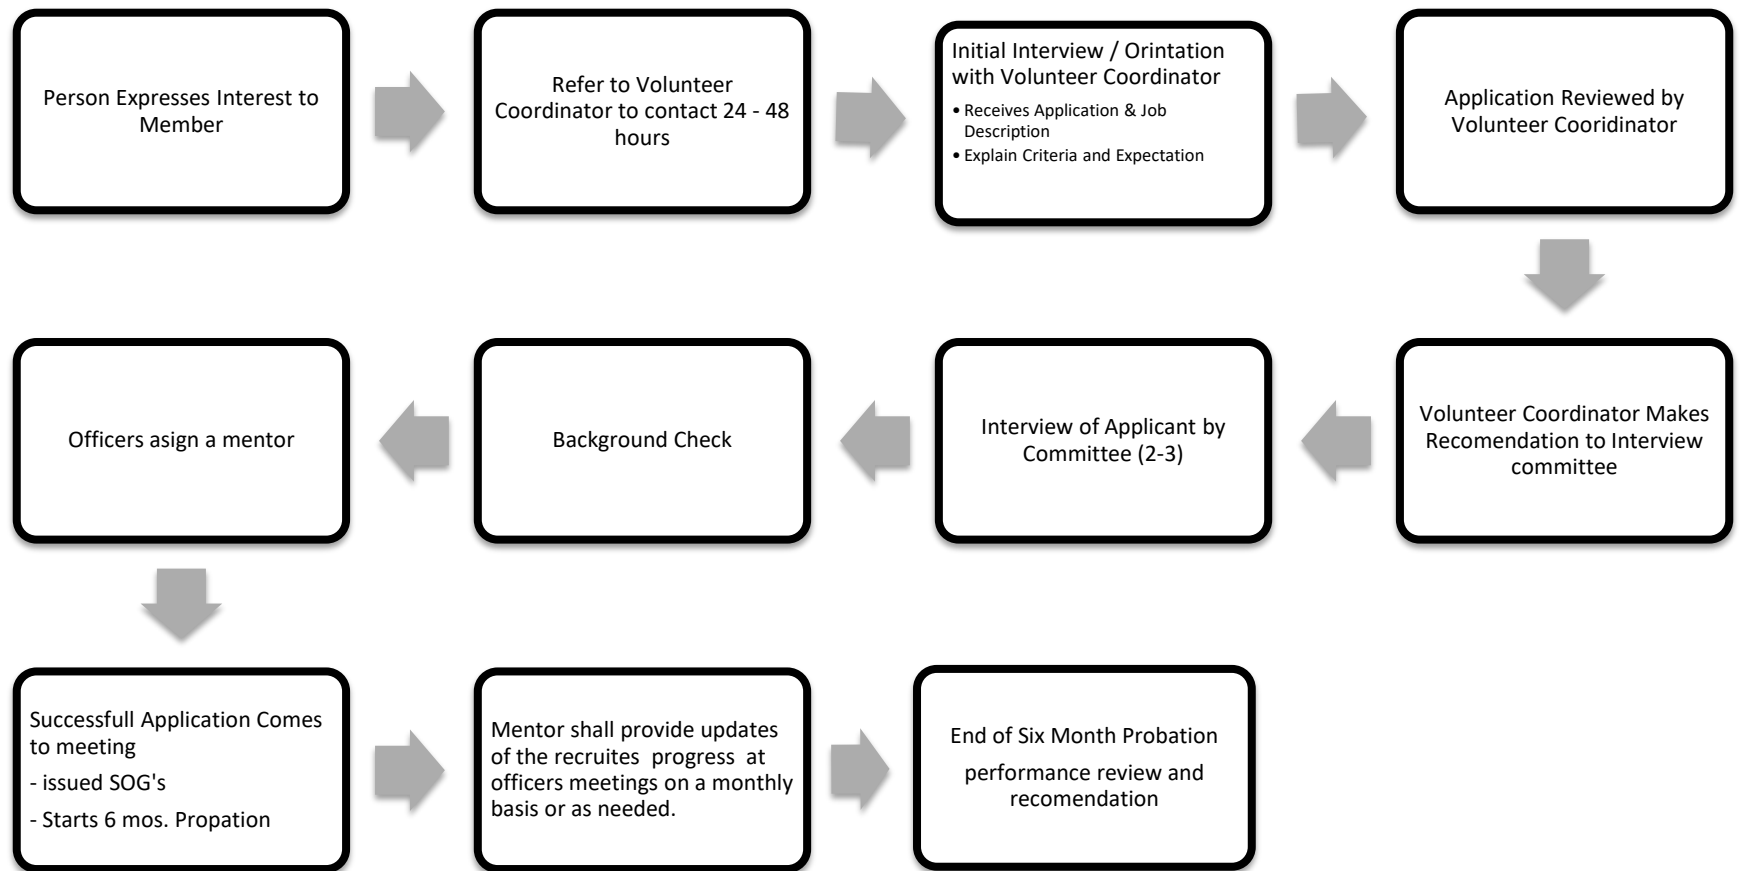 Person Expresses Interest to
Member
Refer to Volunteer
Coordinator to contact 24 - 48
hours
Initial Interview / Orintation
with Volunteer Coordinator
• Receives Application & Job
Description
• Explain Criteria and Expectation
Application Reviewed by
Volunteer Cooridinator
Volunteer Coordinator Makes
Recomendation to Interview
committee
Interview of Applicant by
Committee (2-3)
Background Check
Officers asign a mentor
Successfull Application Comes
to meeting
- issued SOG's
- Starts 6 mos. Propation
Mentor shall provide updates
of the recruites progress at
officers meetings on a monthly
basis or as needed.
End of Six Month Probation
performance review and
recomendation